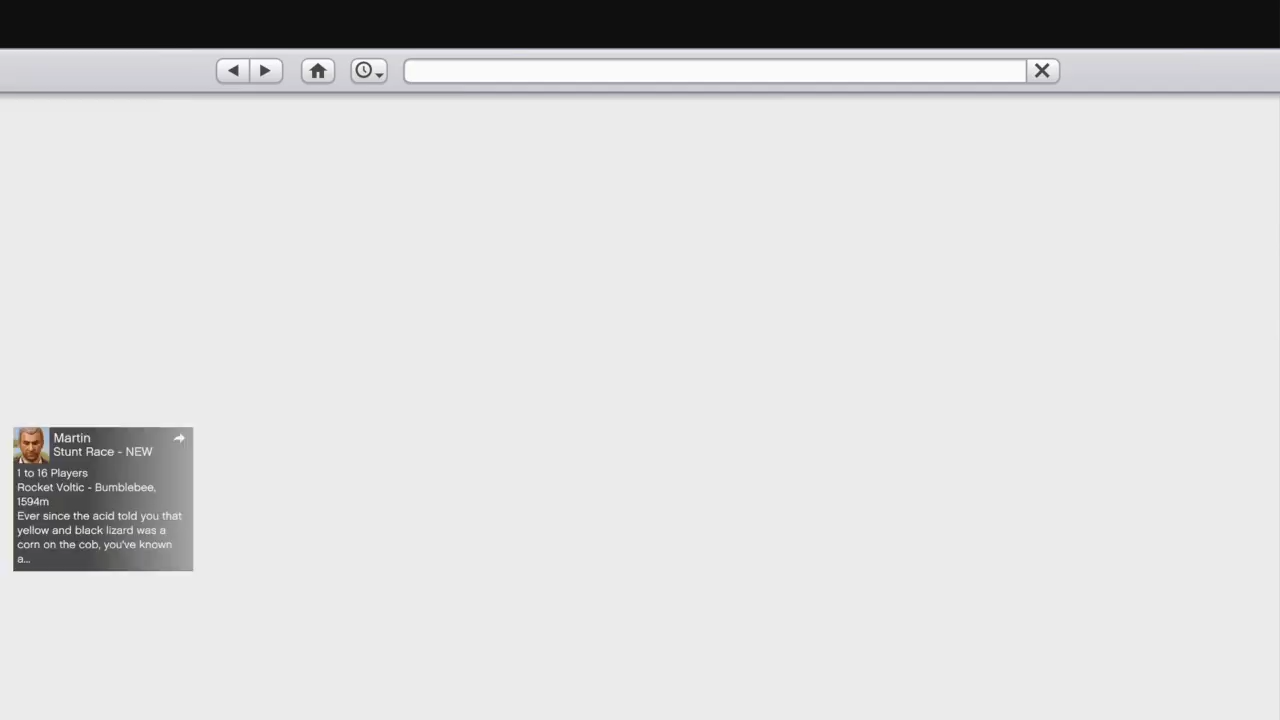 Martin
Stunt Race - NEW
1 to 16 Players
Rocket Voltic - Bumblebee,
1594m
Ever since the acid told you that
yellow and black lizard was a
corn on the cob, you've known
a...